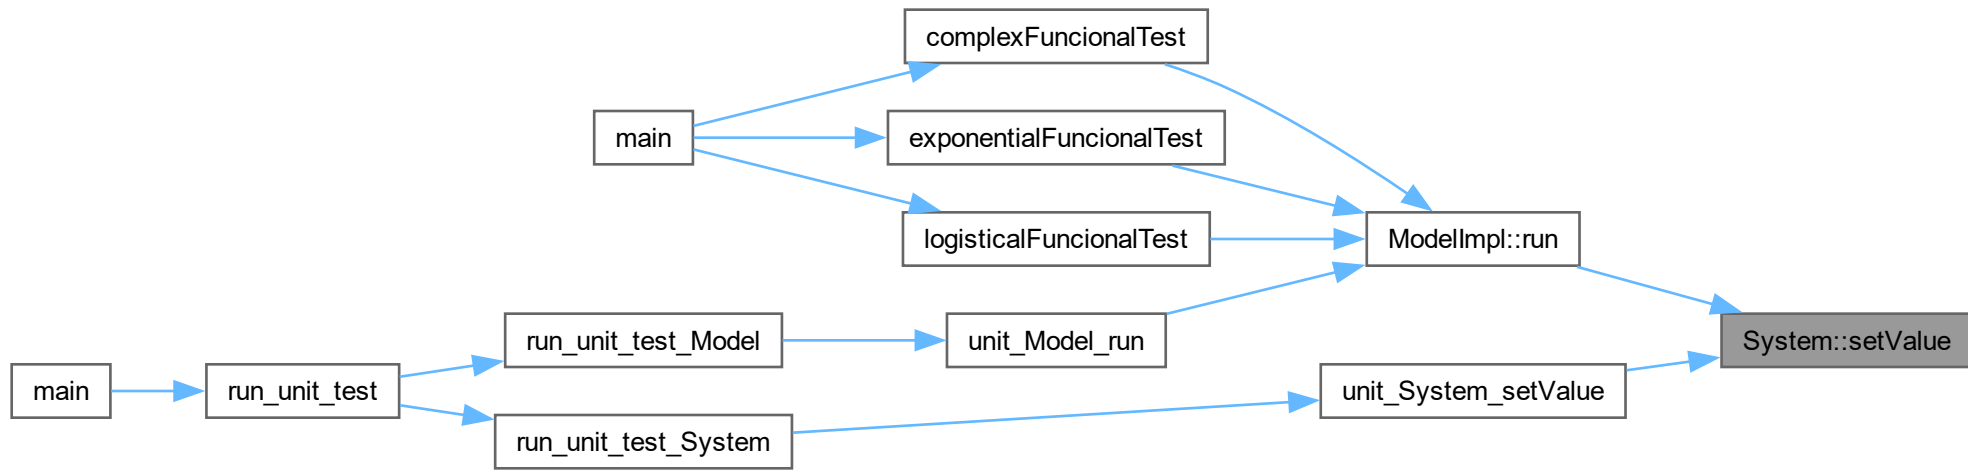 complexFuncionalTest
main
exponentialFuncionalTest
logisticalFuncionalTest
ModelImpl::run
run_unit_test_Model
unit_Model_run
System::setValue
main
run_unit_test
unit_System_setValue
run_unit_test_System